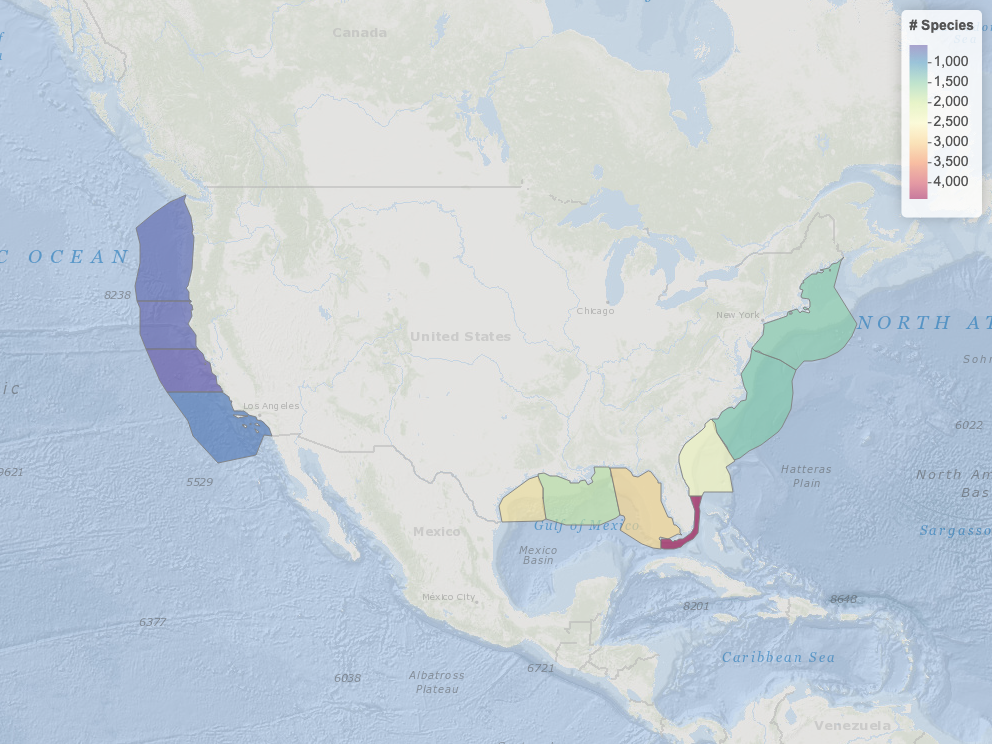 Canada
# Species
1,000
1,500
2,000
2,500
3,000
3,500
4,000
C OCEAN
8238
Chicago
New York
NORTH AT
United States
Sohm
ic
Los Angeles
6022
Hatteras
Plain
9621
5529
North Am
Bas
Gulf of Mexico
Mexico
Sargasso
Mexico
Basin
México City
8201
8648
6377
Caribbean Sea
6721
6038
Albatross
Plateau
Venezuela